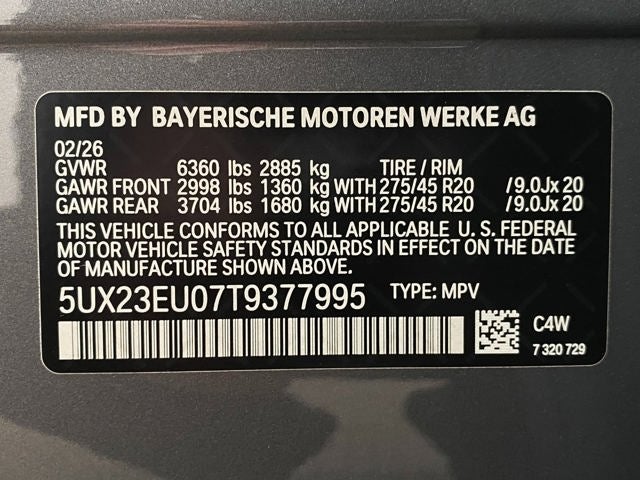 MFD BY BAYERISCHE MOTOREN WERKE AG
02/26
GVWR 6360 lbs 2885 kg TIRE / RIM
GAWR FRONT 2998 lbs 1360 kg WITH 275/45 R20 /9.0Jx 20
GAWR REAR 3704 lbs 1680 kg WITH 275/45 R20 /9.0Jx 20
THIS VEHICLE CONFORMS TO ALL APPLICABLE U. S. FEDERAL
MOTOR VEHICLE SAFETY STANDARDS IN EFFECT ON THE DATE
OF MANUFACTURE SHOWN ABOVE.
5UX23EU07T9377995 TYPE: MPV
C4W
7 320 729